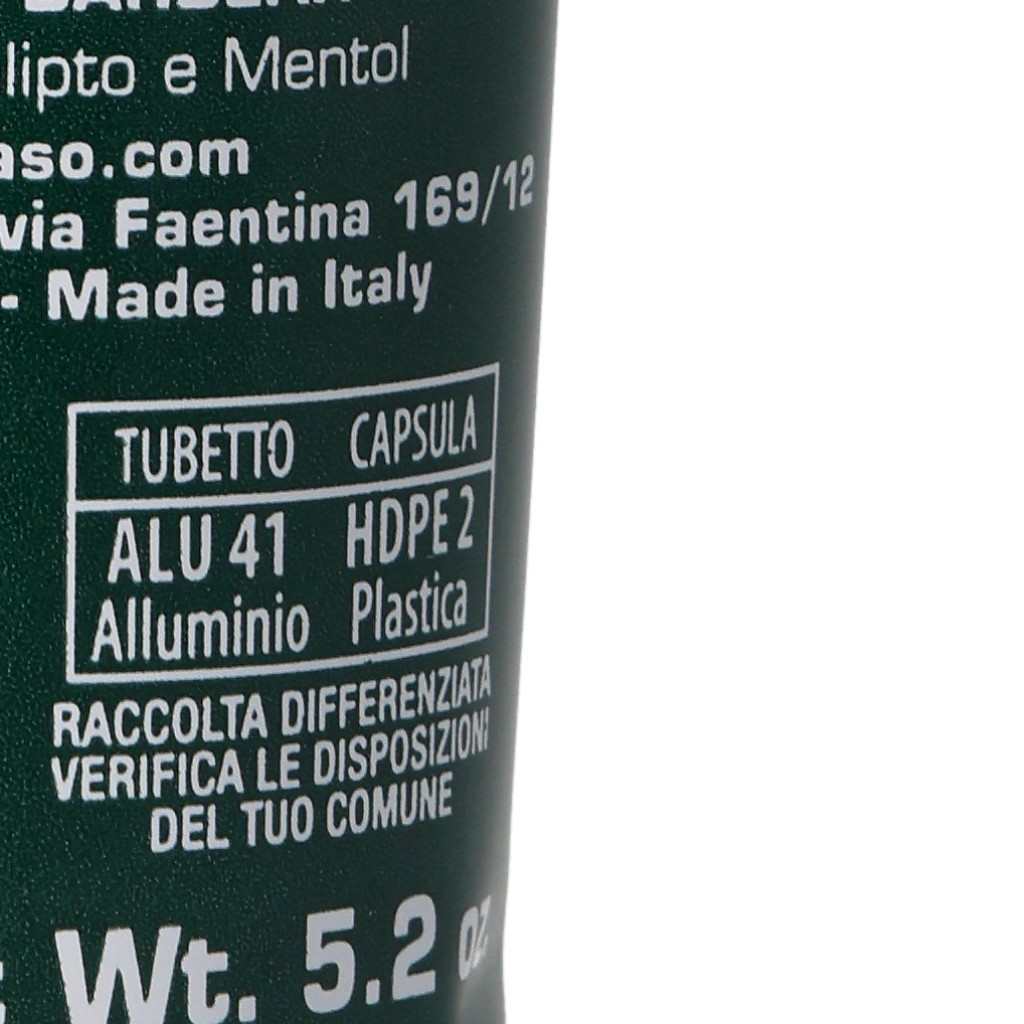 lipto e Mentol
aso.com
via Faentina 169/12
- Made in Italy
TUBETTO CAPSULA
ALU 41 HDPE 2
Alluminio Plastica
RACCOLTA DIFFERENZIATA
VERIFICA LE DISPOSIZIONI
DEL TUO COMUNE
Wt. 5.2 oz.